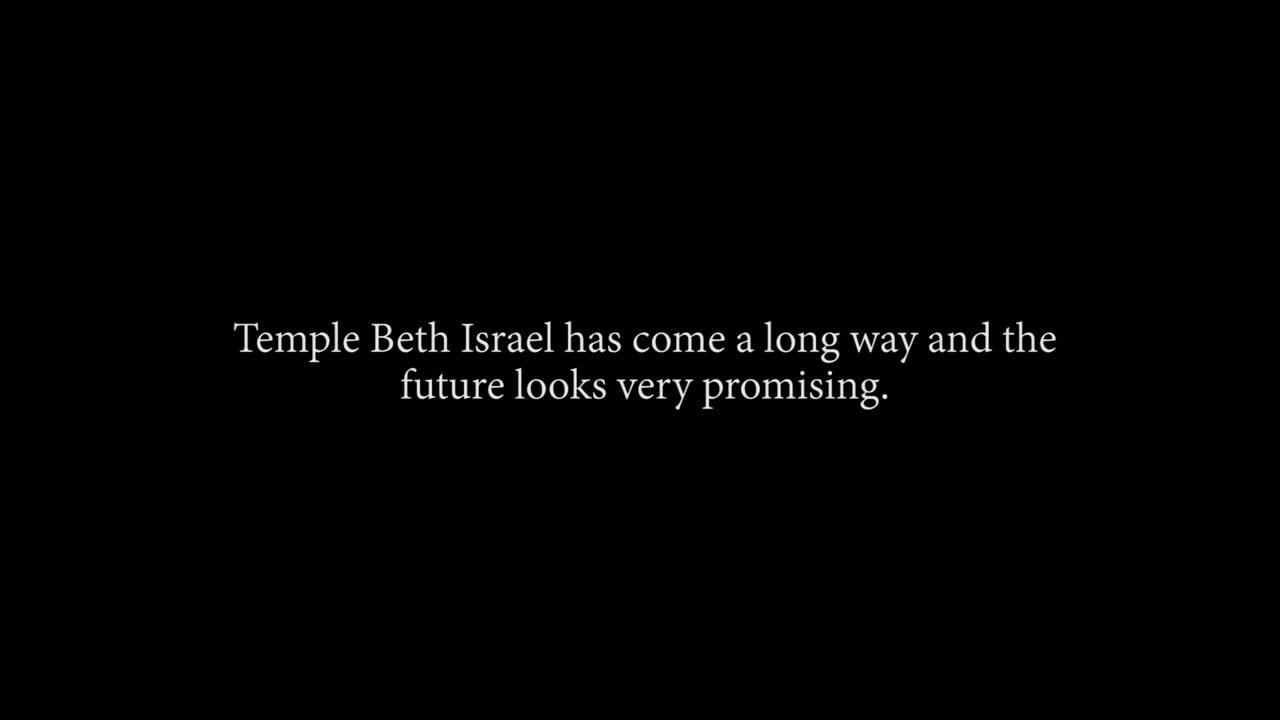 Temple Beth Israel has come a long way and the
future looks very promising.